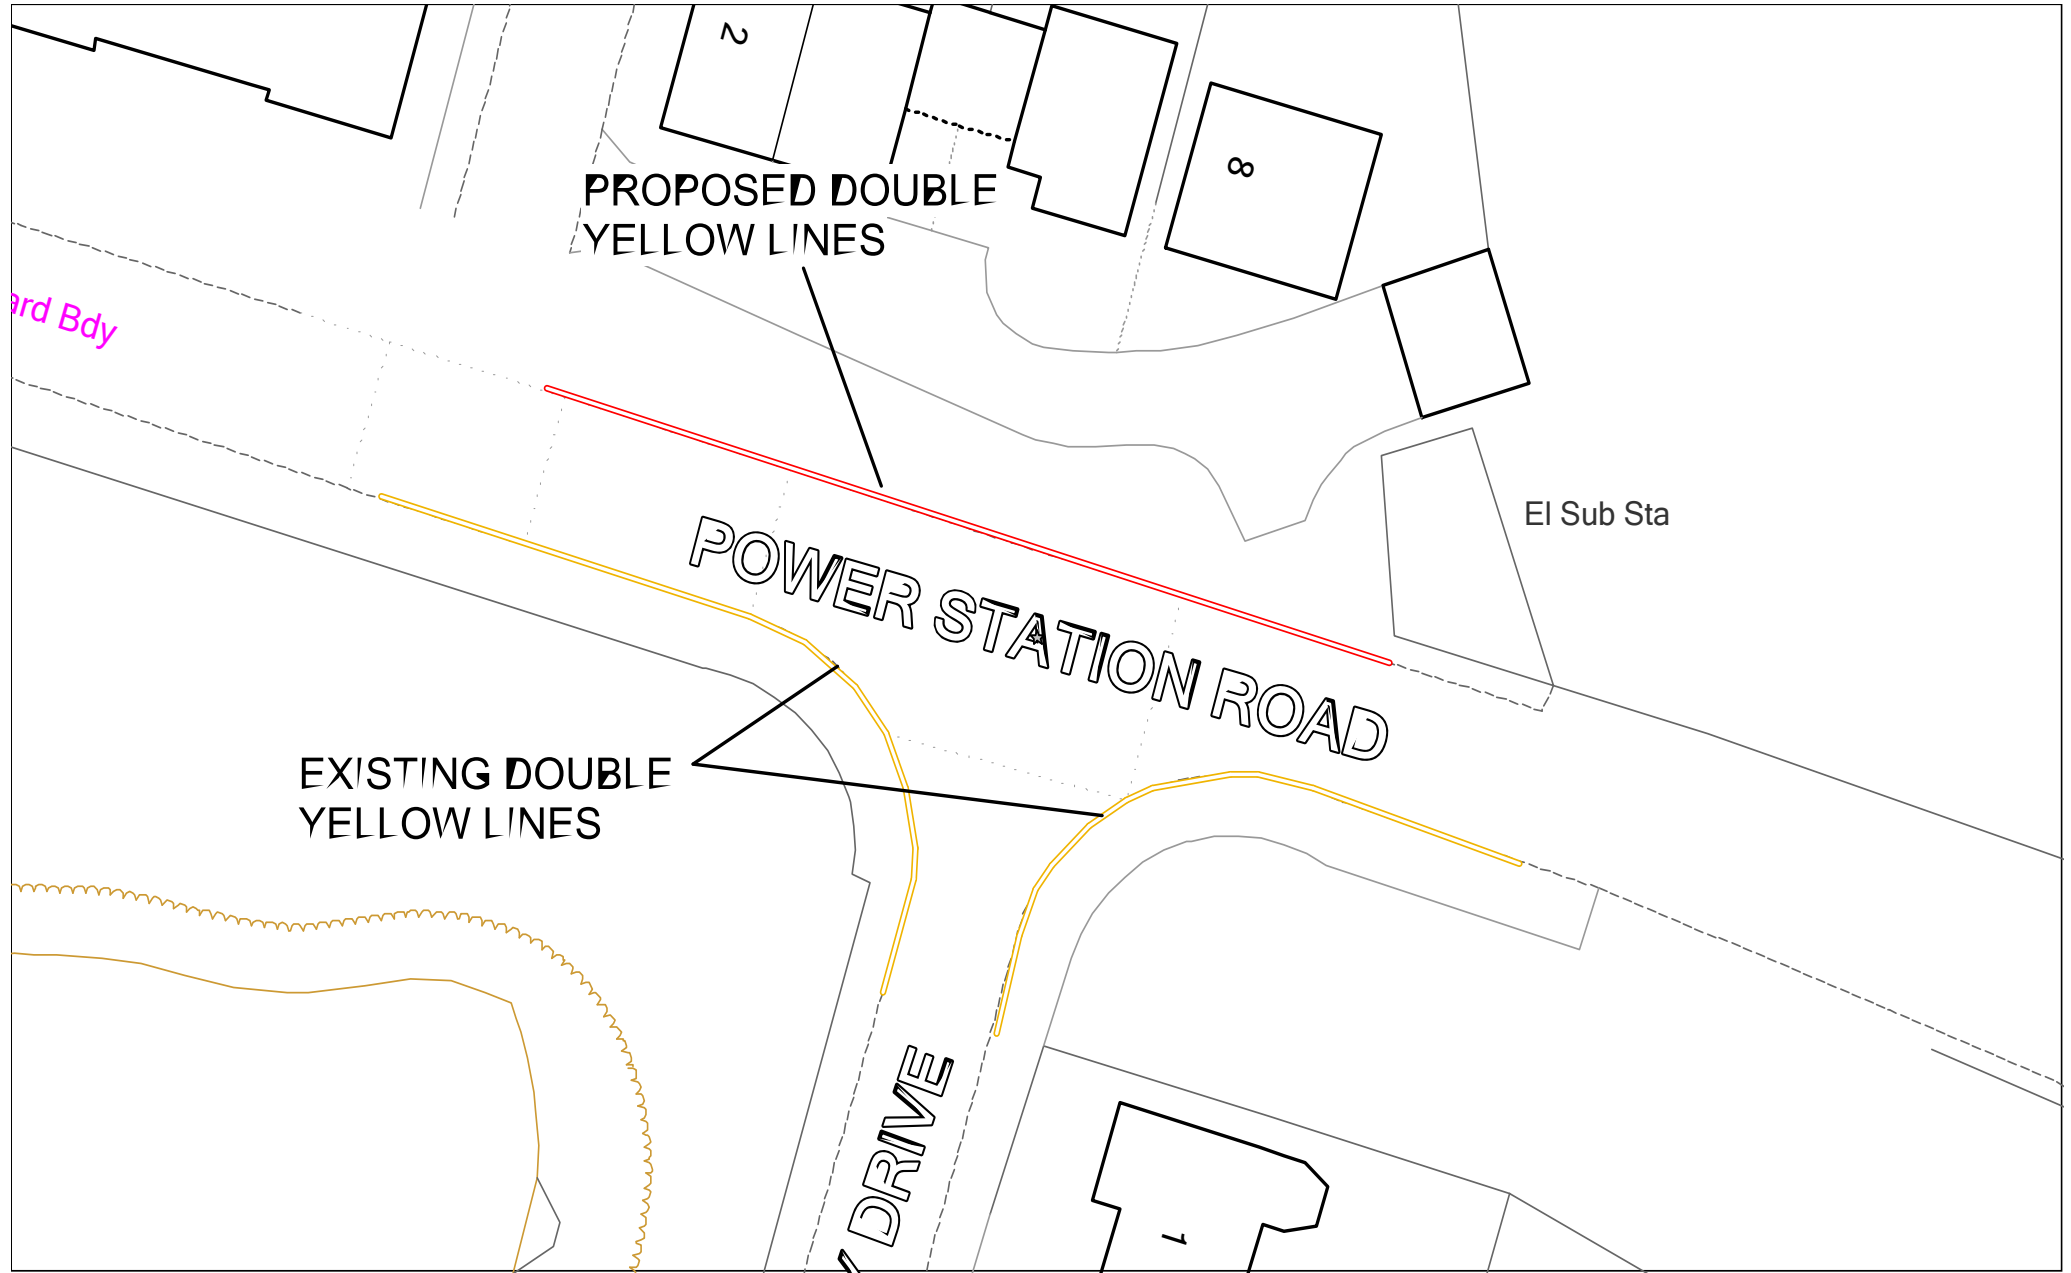 2
8
PROPOSED DOUBLE
YELLOW LINES
ard Bdy
El Sub Sta
POWER STATION ROAD
EXISTING DOUBLE
YELLOW LINES
DRIVE
1